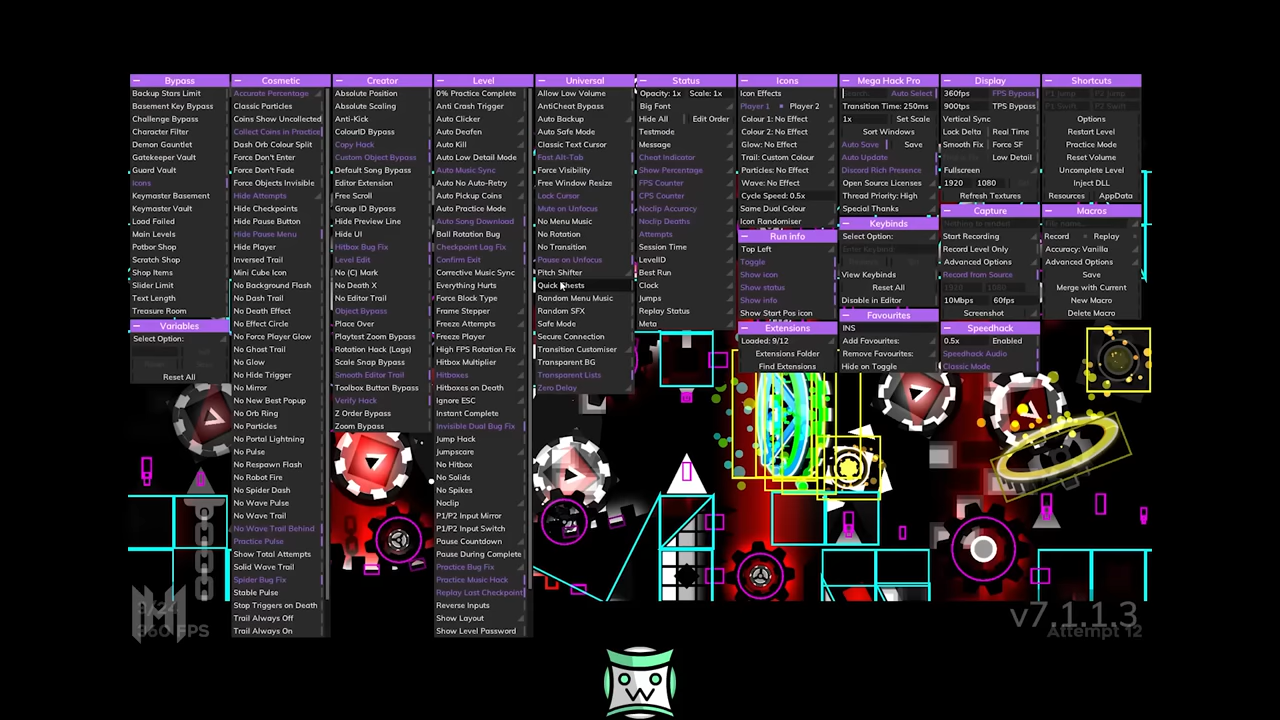 Bypass
Backup Stars Limit
Basement Key Bypass
Challenge Bypass
Character Filter
Demon Gauntlet
Gatekeeper Vault
Guard Vault
Icons
Keymaster Basement
Keymaster Vault
Load Failed
Main Levels
Potbor Shop
Scratch Shop
Shop Items
Slider Limit
Text Length
Treasure Room
Variables
Select Option:
Reset All
Cosmetic
Accurate Percentage
Classic Particles
Coins Show Uncollected
Collect Coins in Practice
Dash Orb Colour Split
Force Don't Enter
Force Don't Fade
Force Objects Invisible
Hide Attempts
Hide Checkpoints
Hide Pause Button
Hide Pause Menu
Hide Player
Inversed Trail
Mini Cube Icon
No Background Flash
No Dash Trail
No Death Effect
No Effect Circle
No Force Player Glow
No Ghost Trail
No Glow
No Hide Trigger
No Mirror
No New Best Popup
No Orb Ring
No Particles
No Portal Lightning
No Pulse
No Respawn Flash
No Robot Fire
No Spider Dash
No Wave Pulse
No Wave Trail
No Wave Trail Behind
Practice Pulse
Show Total Attempts
Solid Wave Trail
Spider Bug Fix
Stable Pulse
Stop Triggers on Death
Trail Always Off
Trail Always On
Creator
Absolute Position
Absolute Scaling
Anti-Kick
ColourID Bypass
Copy Hack
Custom Object Bypass
Default Song Bypass
Editor Extension
Free Scroll
Group ID Bypass
Hide Preview Line
Hide UI
Hitbox Bug Fix
Level Edit
No (C) Mark
No Death X
No Editor Trail
Object Bypass
Place Over
Playtest Zoom Bypass
Rotation Hack (Lags)
Scale Snap Bypass
Smooth Editor Trail
Toolbox Button Bypass
Verify Hack
Z Order Bypass
Zoom Bypass
Level
0% Practice Complete
Anti Crash Trigger
Auto Clicker
Auto Deafen
Auto Kill
Auto Low Detail Mode
Auto Music Sync
Auto No Auto-Retry
Auto Pickup Coins
Auto Practice Mode
Auto Song Download
Ball Rotation Bug
Checkpoint Lag Fix
Confirm Exit
Corrective Music Sync
Everything Hurts
Force Block Type
Frame Stepper
Freeze Attempts
Freeze Player
High FPS Rotation Fix
Hitbox Multiplier
Hitboxes
Hitboxes on Death
Ignore ESC
Instant Complete
Invisible Dual Bug Fix
Jump Hack
Jumpscare
No Hitbox
No Solids
No Spikes
Noclip
P1/P2 Input Mirror
P1/P2 Input Switch
Pause Countdown
Pause During Complete
Practice Bug Fix
Practice Music Hack
Replay Last Checkpoint
Reverse Inputs
Show Layout
Show Level Password
Universal
Allow Low Volume
AntiCheat Bypass
Auto Backup
Auto Safe Mode
Classic Text Cursor
Fast Alt-Tab
Force Visibility
Free Window Resize
Lock Cursor
Mute on Unfocus
No Menu Music
No Rotation
No Transition
Pause on Unfocus
Pitch Shifter
Quick Chests
Random Menu Music
Random SFX
Safe Mode
Secure Connection
Transition Customiser
Transparent BG
Transparent Lists
Zero Delay
Status
Opacity: 1x Scale: 1x
Big Font
Hide All Edit Order
Testmode
Message
Cheat Indicator
Show Percentage
FPS Counter
CPS Counter
Noclip Accuracy
Noclip Deaths
Attempts
Session Time
LevelID
Best Run
Clock
Jumps
Replay Status
Meta
Icons
Icon Effects
Player 1 Player 2
Colour 1: No Effect
Colour 2: No Effect
Glow: No Effect
Trail: Custom Colour
Particles: No Effect
Wave: No Effect
Cycle Speed: 0.5x
Same Dual Colour
Icon Randomiser
Run info
Top Left
Toggle
Show icon
Show status
Show info
Show Start Pos icon
Extensions
Loaded: 9/12
Extensions Folder
Find Extensions
Mega Hack Pro
Search: Auto Select
Transition Time: 250ms
1x Set Scale
Sort Windows
Auto Save Save
Auto Update
Discord Rich Presence
Open Source Licenses
Thread Priority: High
Special Thanks
Keybinds
Select Option:
View Keybinds
Reset All
Disable in Editor
Favourites
INS
Add Favourites:
Remove Favourites:
Hide on Toggle
Display
360fps FPS Bypass
900tps TPS Bypass
Vertical Sync
Lock Delta Real Time
Smooth Fix Force SF
Low Detail
Fullscreen
1920 1080
Refresh Textures
Capture
Start Recording
Record Level Only
Advanced Options
Record from Source
1920 1080
10Mbps 60fps
Screenshot
Speedhack
0.5x Enabled
Speedhack Audio
Classic Mode
Shortcuts
P1 Jump P2 Jump
P1 Swift P2 Swift
Options
Restart Level
Practice Mode
Reset Volume
Uncomplete Level
Inject DLL
Resources AppData
Macros
Record Replay
Accuracy: Vanilla
Advanced Options
Save
Merge with Current
New Macro
Delete Macro
360 FPS
v7.1.1.3
Attempt 12